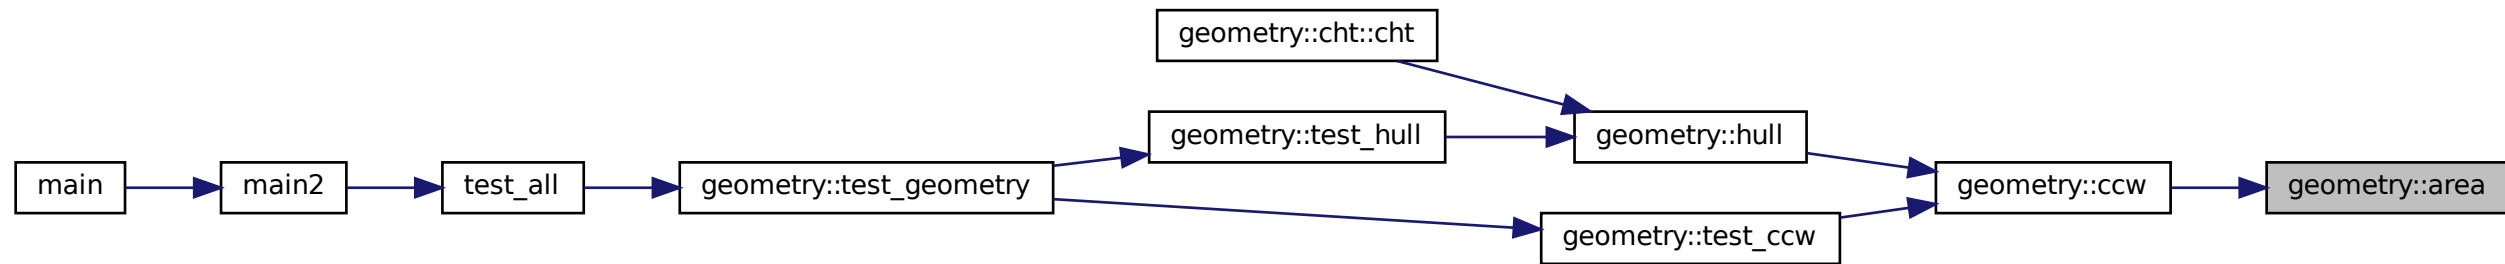 geometry::cht::cht
geometry::test_hull
geometry::hull
main
main2
test_all
geometry::test_geometry
geometry::ccw
geometry::area
geometry::test_ccw